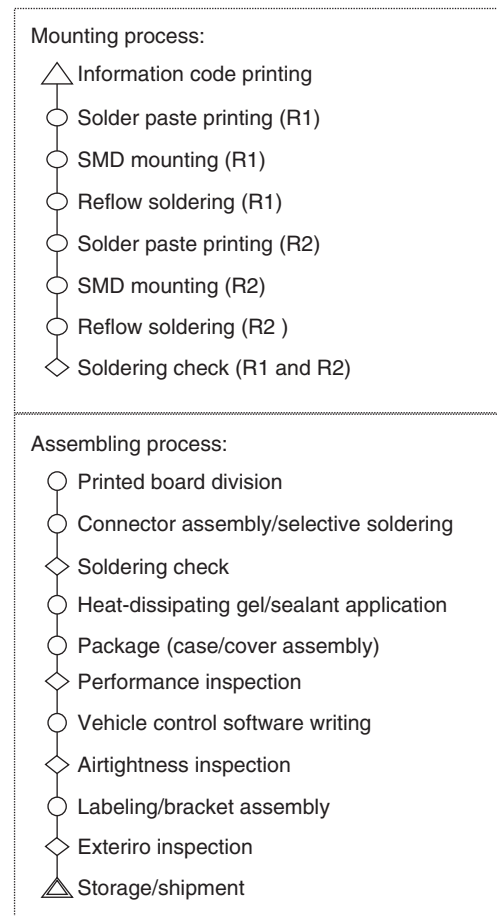 Mounting process:
Information code printing
Solder paste printing (R1)
SMD mounting (R1)
Reflow soldering (R1)
Solder paste printing (R2)
SMD mounting (R2)
Reflow soldering (R2 )
Soldering check (R1 and R2)
Assembling process:
Printed board division
Connector assembly/selective soldering
Soldering check
Heat-dissipating gel/sealant application
Package (case/cover assembly)
Performance inspection
Vehicle control software writing
Airtightness inspection
Labeling/bracket assembly
Exteriro inspection
Storage/shipment